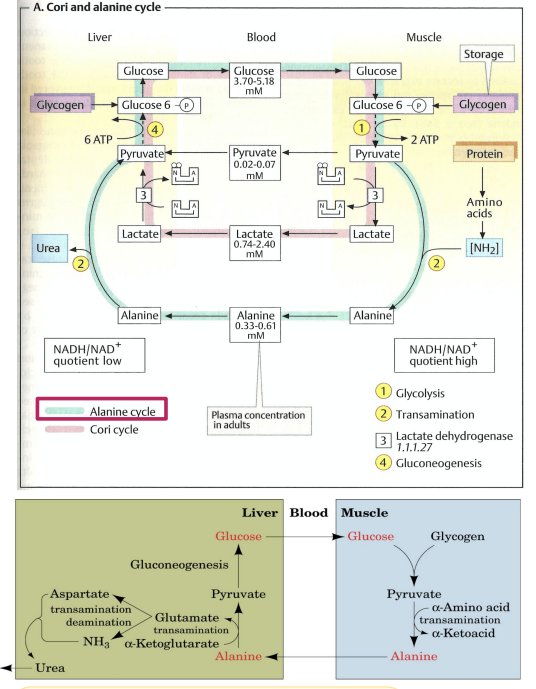 A. Cori and alanine cycle
Liver
Blood
Muscle
Storage
Glucose
Glucose
3.70-5.18
mM
Glucose
Glycogen
Glucose 6 - P
Glucose 6 - P
Glycogen
6 ATP
4
1
2 ATP
Pyruvate
Pyruvate
0.02-0.07
mM
Pyruvate
Protein
N A
N A
3
3
N A
N A
Amino
acids
Lactate
Lactate
0.74-2.40
mM
Lactate
Urea
2
2
[NH2]
Alanine
Alanine
0.33-0.61
mM
Alanine
NADH/NAD+
quotient low
NADH/NAD+
quotient high
Alanine cycle
Cori cycle
Plasma concentration
in adults
1 Glycolysis
2 Transamination
3 Lactate dehydrogenase
1.1.1.27
4 Gluconeogenesis
Liver
Blood
Muscle
Glucose
Glucose
Glycogen
Gluconeogenesis
Aspartate
Pyruvate
Pyruvate
transamination
deamination
Glutamate
transamination
α-Ketoglutarate
NH3
α-Amino acid
transamination
α-Ketoacid
Alanine
Alanine
Urea